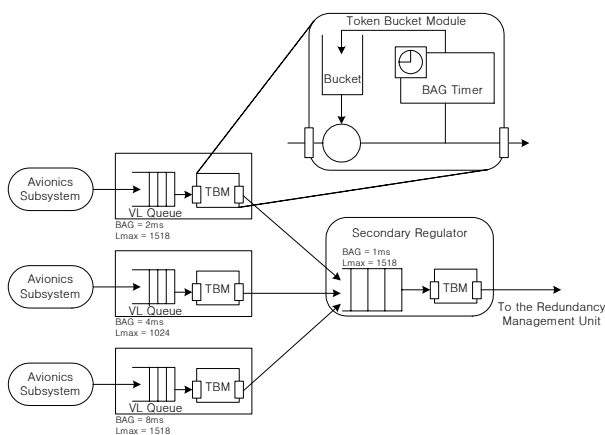 Token Bucket Module
Bucket
BAG Timer
Avionics
Subsystem
TBM
VL Queue
BAG = 2ms
Lmax = 1518
Secondary Regulator
BAG = 1ms
Lmax = 1518
TBM
To the Redundancy
Management Unit
Avionics
Subsystem
TBM
VL Queue
BAG = 4ms
Lmax = 1024
Avionics
Subsystem
TBM
VL Queue
BAG = 8ms
Lmax = 1518